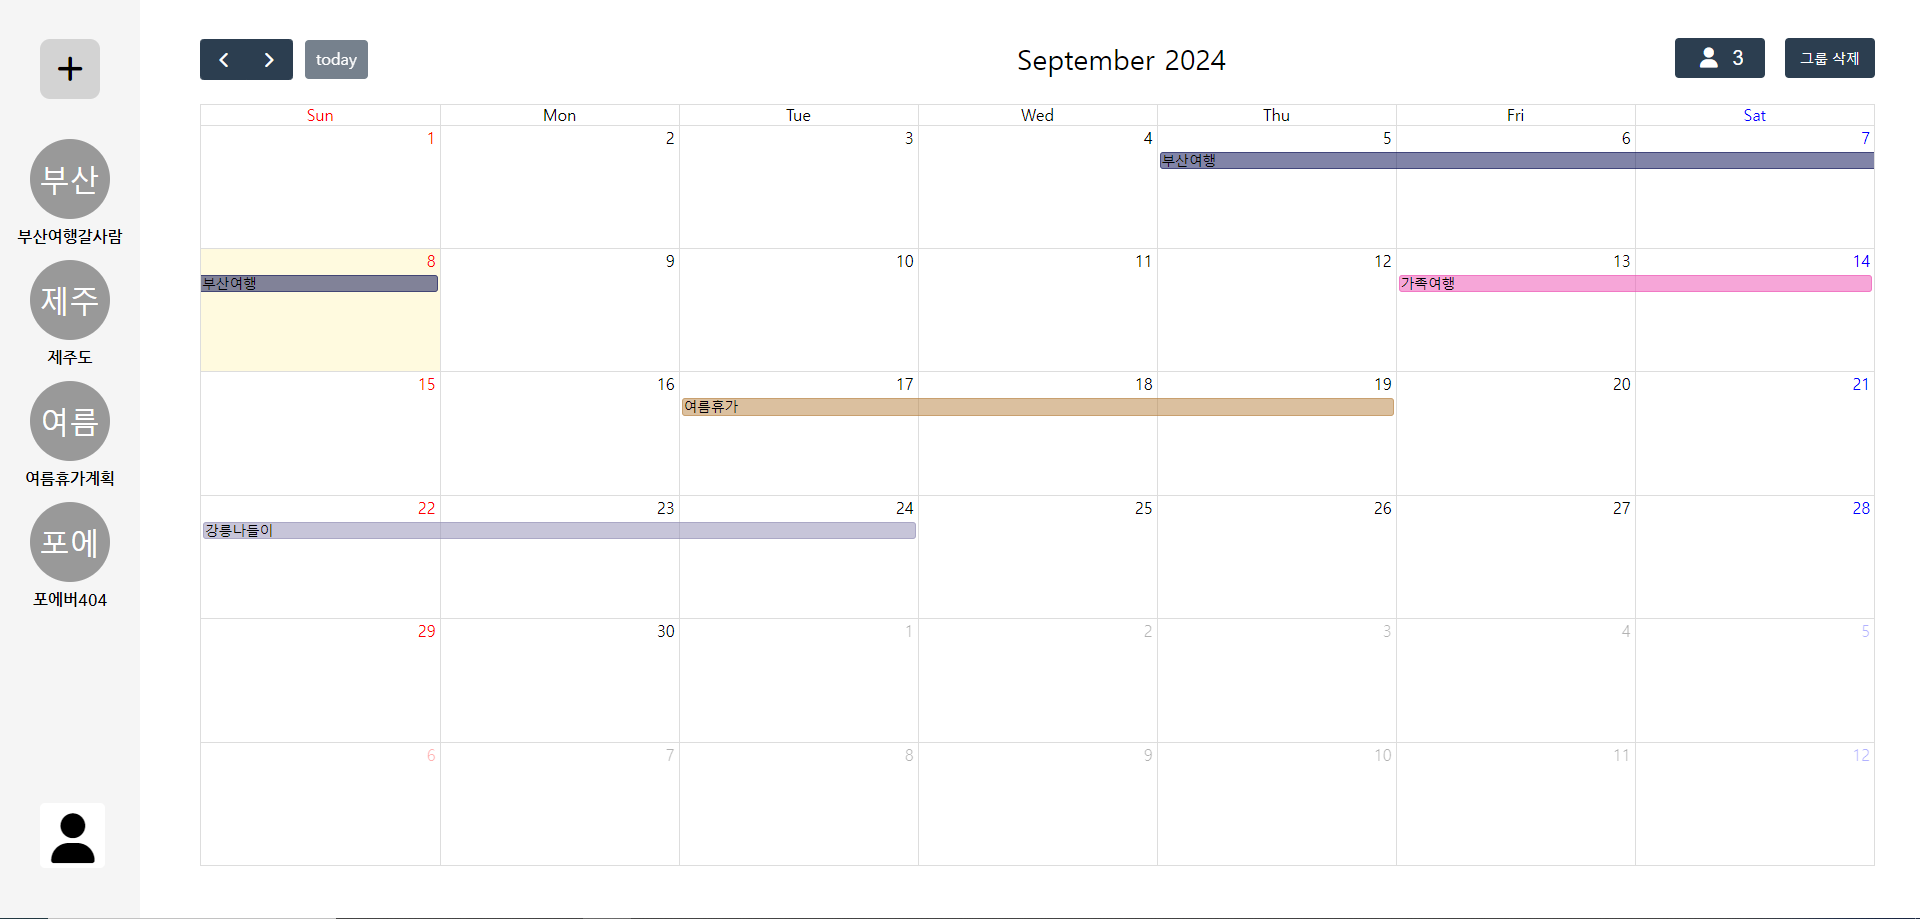 부산
부산여행갈사람
제주
제주도
여름
여름휴가계획
포에
포에버404
today
September 2024
3
그룹 삭제
Sun Mon Tue Wed Thu Fri Sat
1 2 3 4 5 6 7
부산여행
8 9 10 11 12 13 14
부산여행 가족여행
15 16 17 18 19 20 21
여름휴가
22 23 24 25 26 27 28
강릉나들이
29 30 1 2 3 4 5
6 7 8 9 10 11 12